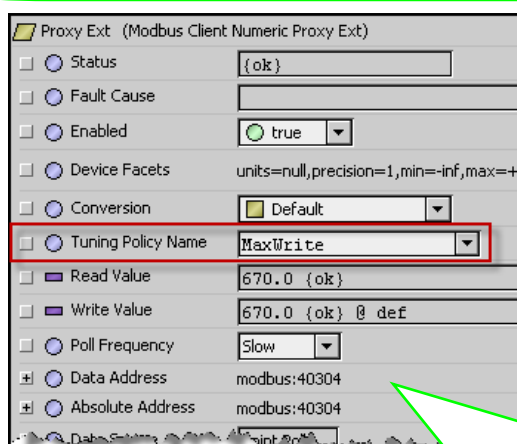 Proxy Ext (Modbus Client Numeric Proxy Ext)
Status {ok}
Fault Cause
Enabled true
Device Facets units=null,precision=1,min=-inf,max=+
Conversion Default
Tuning Policy Name MaxWrite
Read Value 670.0 {ok}
Write Value 670.0 {ok} @ def
Poll Frequency Slow
Data Address modbus:40304
Absolute Address modbus:40304